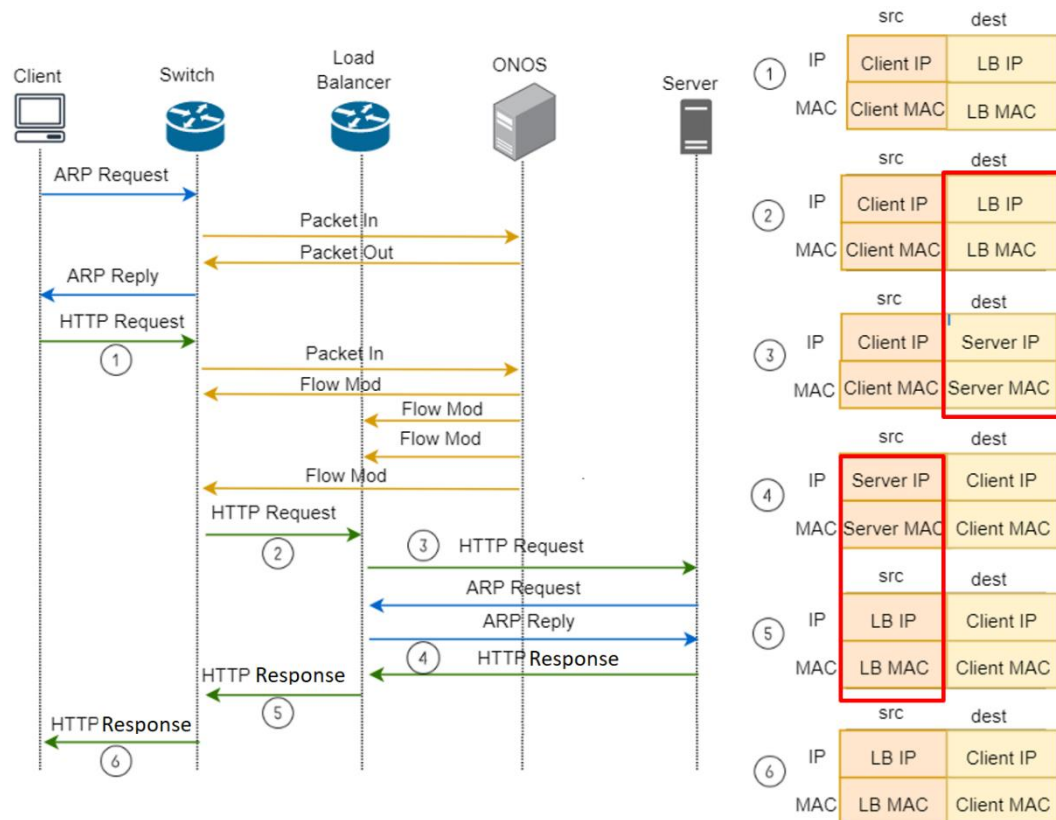 Client
Switch
Load
Balancer
ONOS
Server
ARP Request
Packet In
Packet Out
ARP Reply
HTTP Request
1
Packet In
Flow Mod
Flow Mod
Flow Mod
Flow Mod
HTTP Request
2
3
HTTP Request
ARP Request
ARP Reply
4
HTTP Response
HTTP Response
5
HTTP Response
6
src dest
1
IP Client IP LB IP
MAC Client MAC LB MAC
src dest
2
IP Client IP LB IP
MAC Client MAC LB MAC
src dest
3
IP Client IP Server IP
MAC Client MAC Server MAC
src dest
4
IP Server IP Client IP
MAC Server MAC Client MAC
src dest
5
IP LB IP Client IP
MAC LB MAC Client MAC
src dest
6
IP LB IP Client IP
MAC LB MAC Client MAC